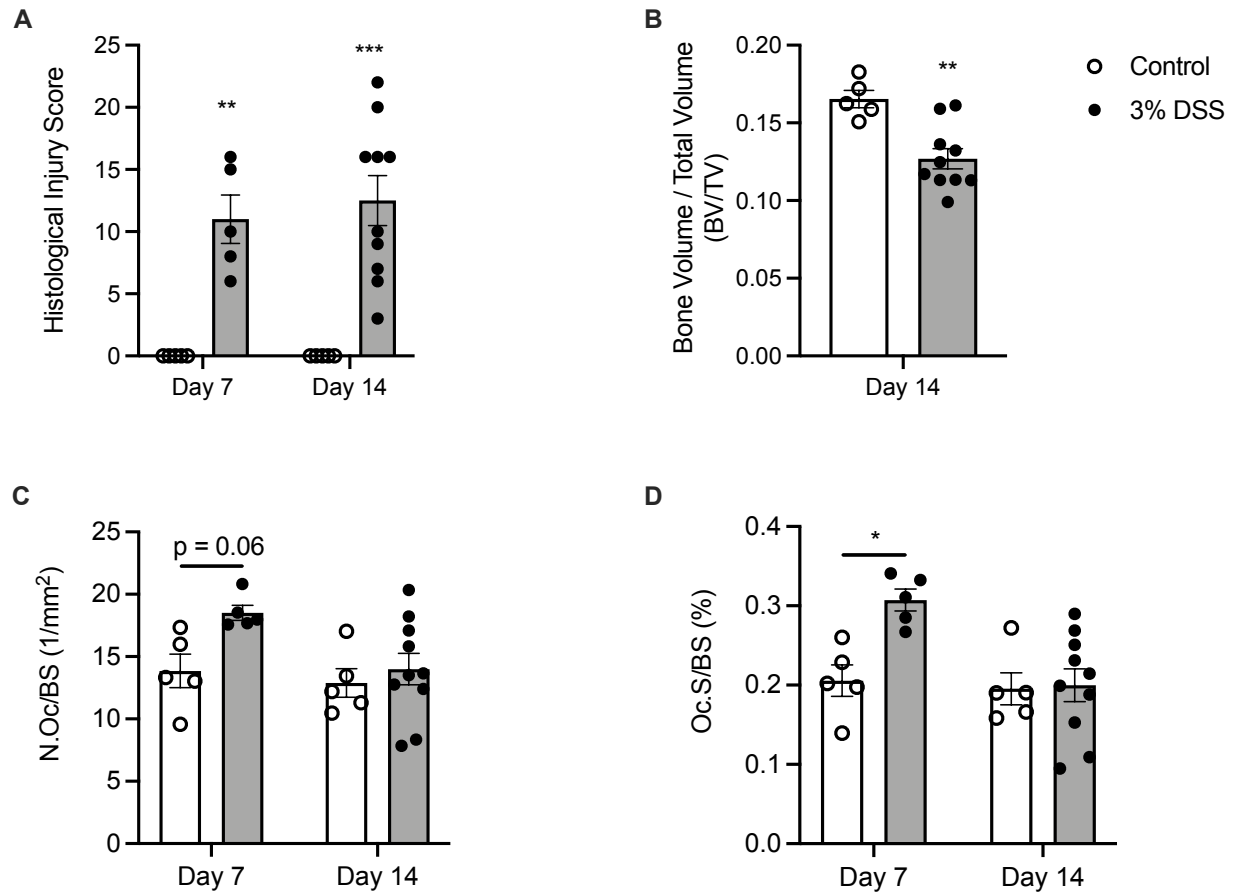 A
Histological Injury Score
25
20
15
10
5
0
**
***
Day 7
Day 14
B
Bone Volume / Total Volume
(BV/TV)
0.20
0.15
0.10
0.05
0.00
**
Day 14
Control
3% DSS
C
N.Oc/BS (1/mm²)
25
20
15
10
5
0
p = 0.06
Day 7
Day 14
D
Oc.S/BS (%)
0.4
0.3
0.2
0.1
0.0
*
Day 7
Day 14